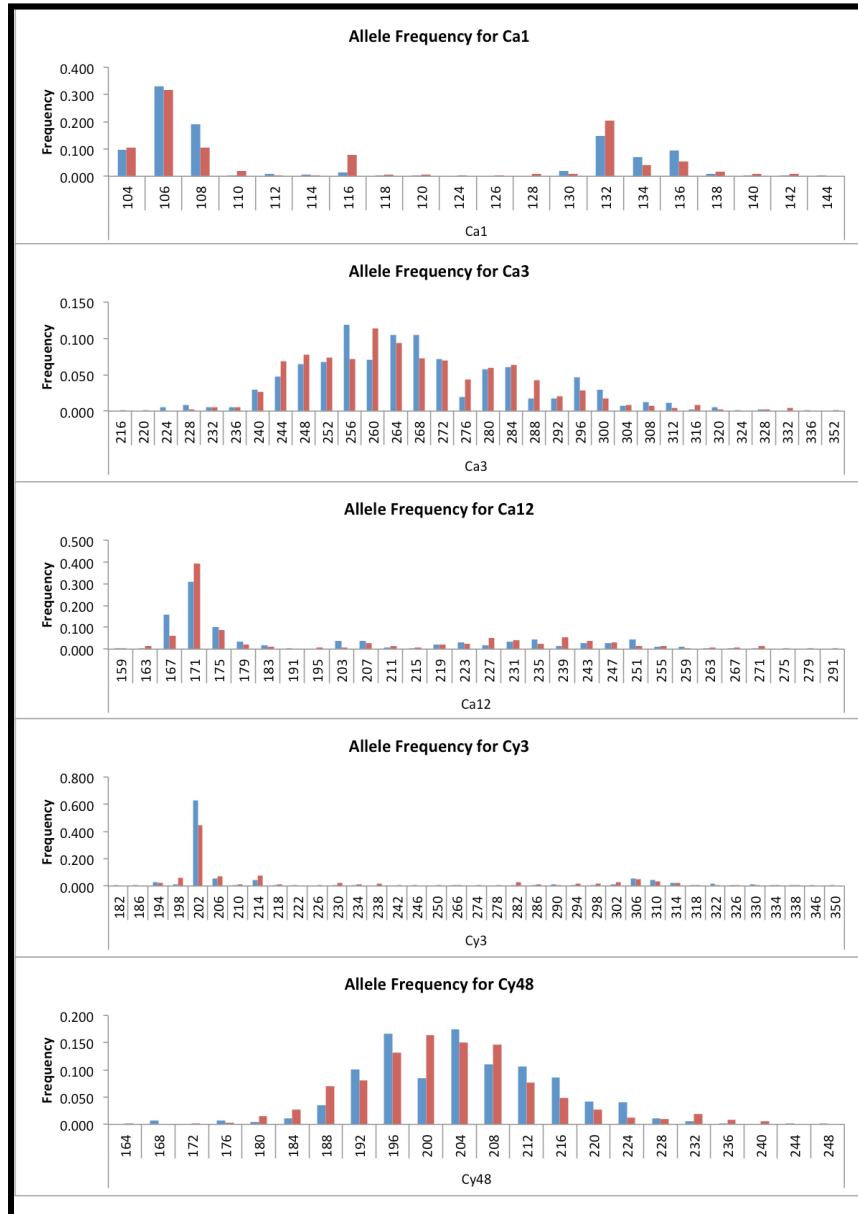 Allele Frequency for Ca1
Frequency
0.400
0.300
0.200
0.100
0.000
104 106 108 110 112 114 116 118 120 124 126 128 130 132 134 136 138 140 142 144
Ca1
Allele Frequency for Ca3
Frequency
0.150
0.100
0.050
0.000
216 220 224 228 232 236 240 244 248 252 256 260 264 268 272 276 280 284 288 292 296 300 304 308 312 316 320 324 328 332 336 352
Ca3
Allele Frequency for Ca12
Frequency
0.500
0.400
0.300
0.200
0.100
0.000
159 163 167 171 175 179 183 191 195 203 207 211 215 219 223 227 231 235 239 243 247 251 255 259 263 267 271 275 279 291
Ca12
Allele Frequency for Cy3
Frequency
0.800
0.600
0.400
0.200
0.000
182 186 194 198 202 206 210 214 218 222 226 230 234 238 242 246 250 266 274 278 282 286 290 294 298 302 306 310 314 318 322 326 330 334 338 346 350
Cy3
Allele Frequency for Cy48
Frequency
0.200
0.150
0.100
0.050
0.000
164 168 172 176 180 184 188 192 196 200 204 208 212 216 220 224 228 232 236 240 244 248
Cy48